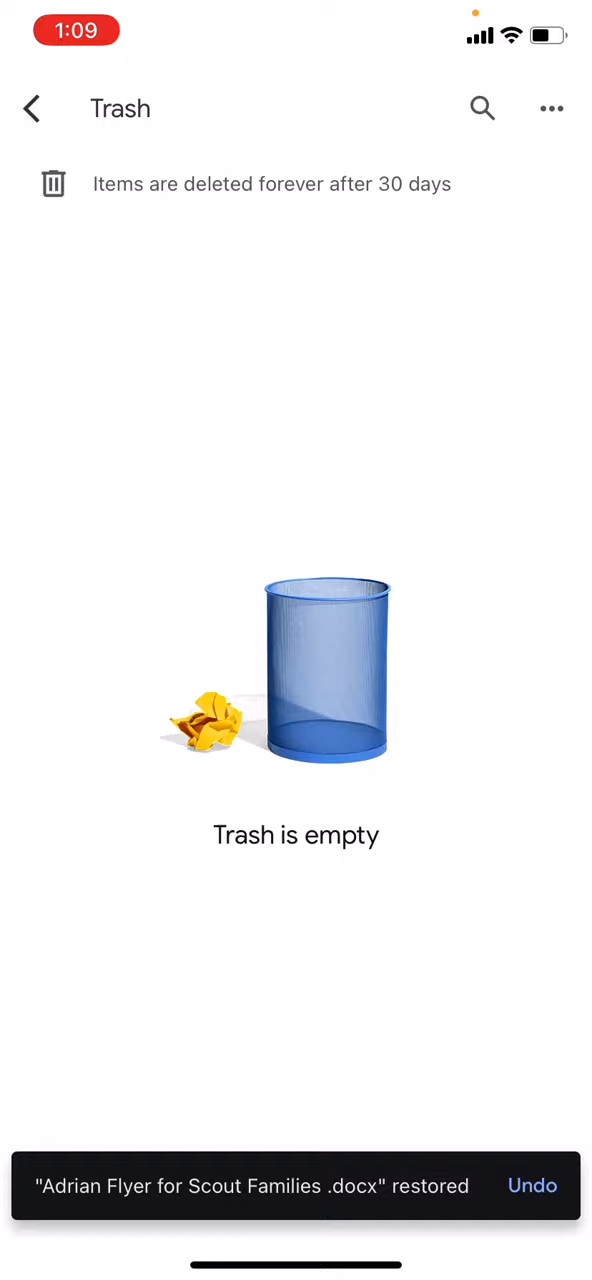 1:09
Trash
Items are deleted forever after 30 days
Trash is empty
"Adrian Flyer for Scout Families .docx" restored Undo